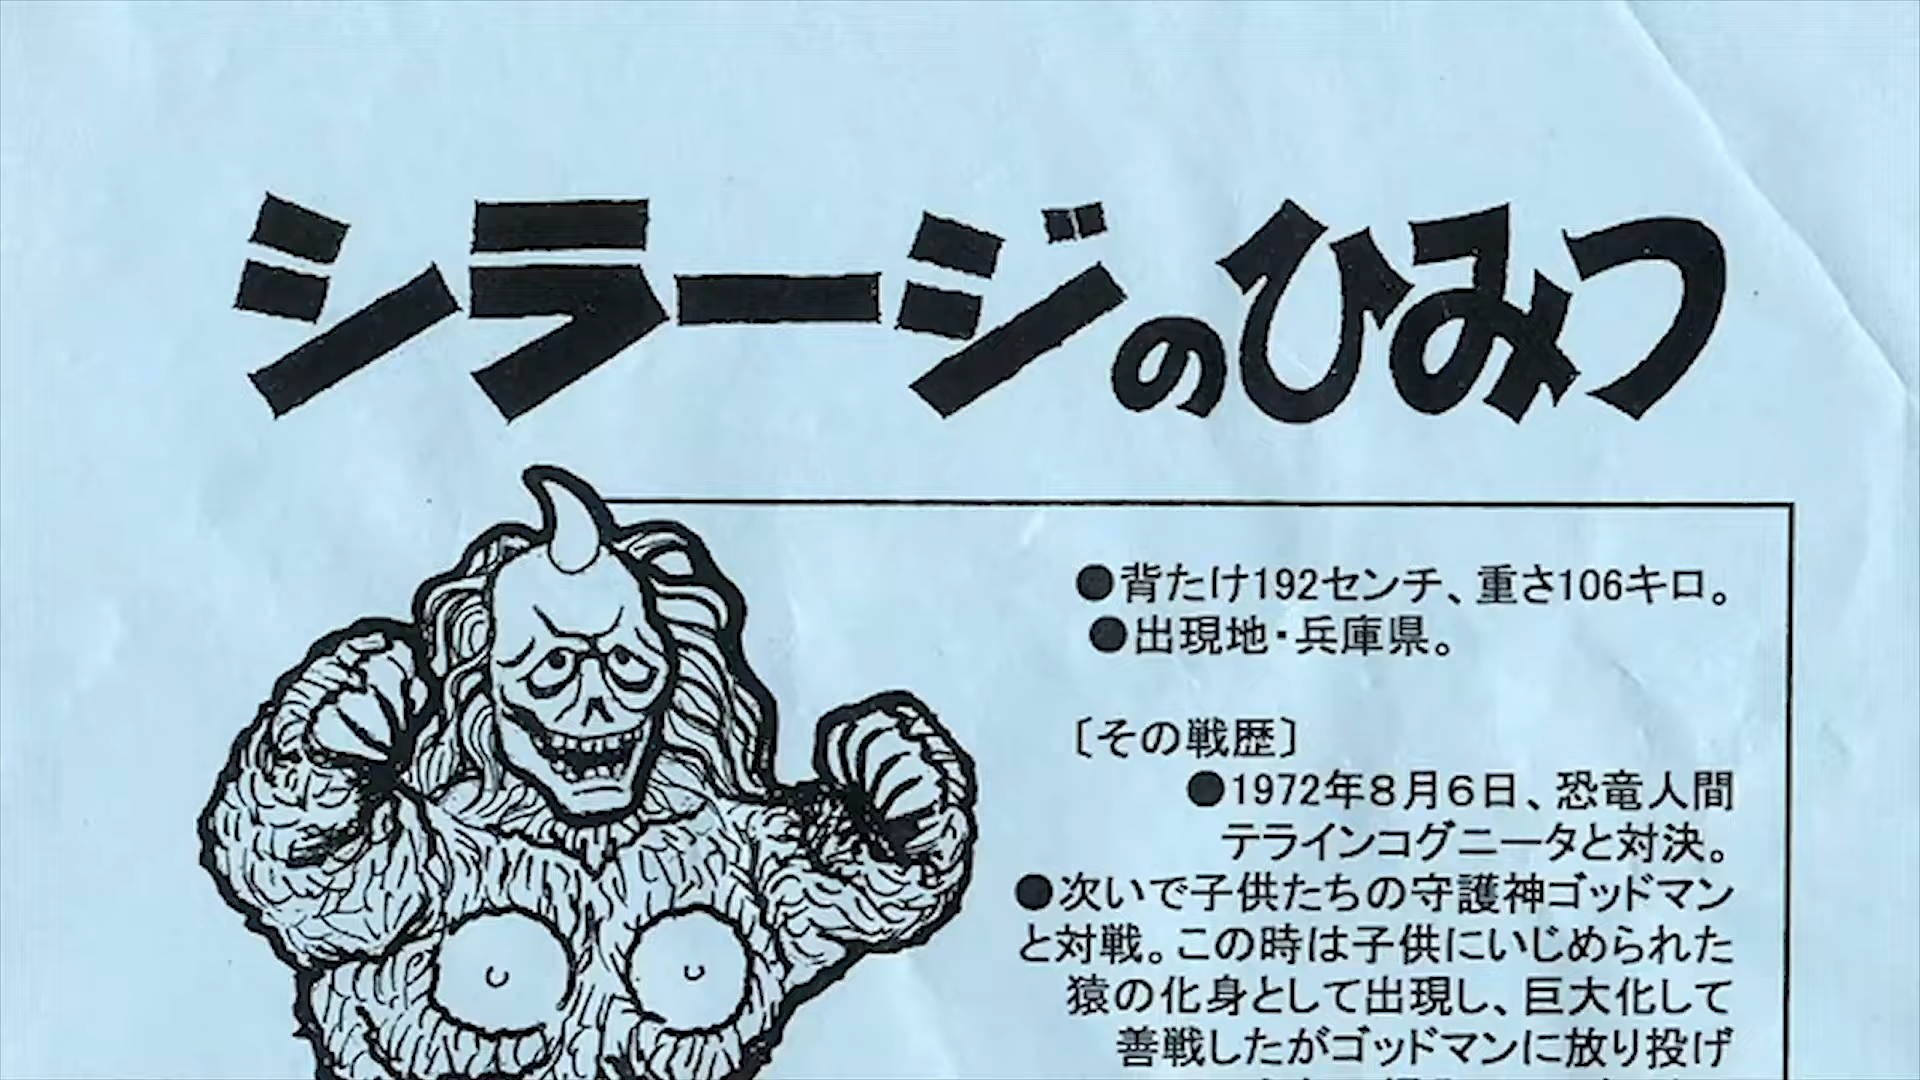 シラージのひみつ
●背たけ192センチ、重さ106キロ。
●出現地・兵庫県。
〔その戦歴〕
●1972年8月6日、恐竜人間
テラインコグニータと対決。
●次いで子供たちの守護神ゴッドマン
と対戦。この時は子供にいじめられた
猿の化身として出現し、巨大化して
善戦したがゴッドマンに放り投げ